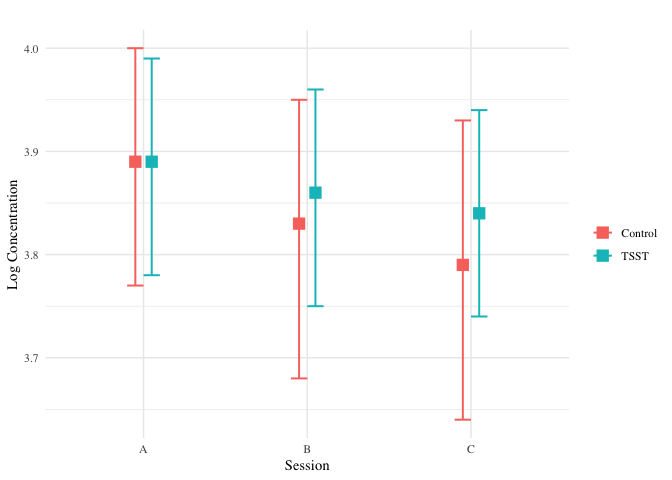 4.0
3.9
3.8
3.7
Log Concentration
A
B
C
Session
Control
TSST